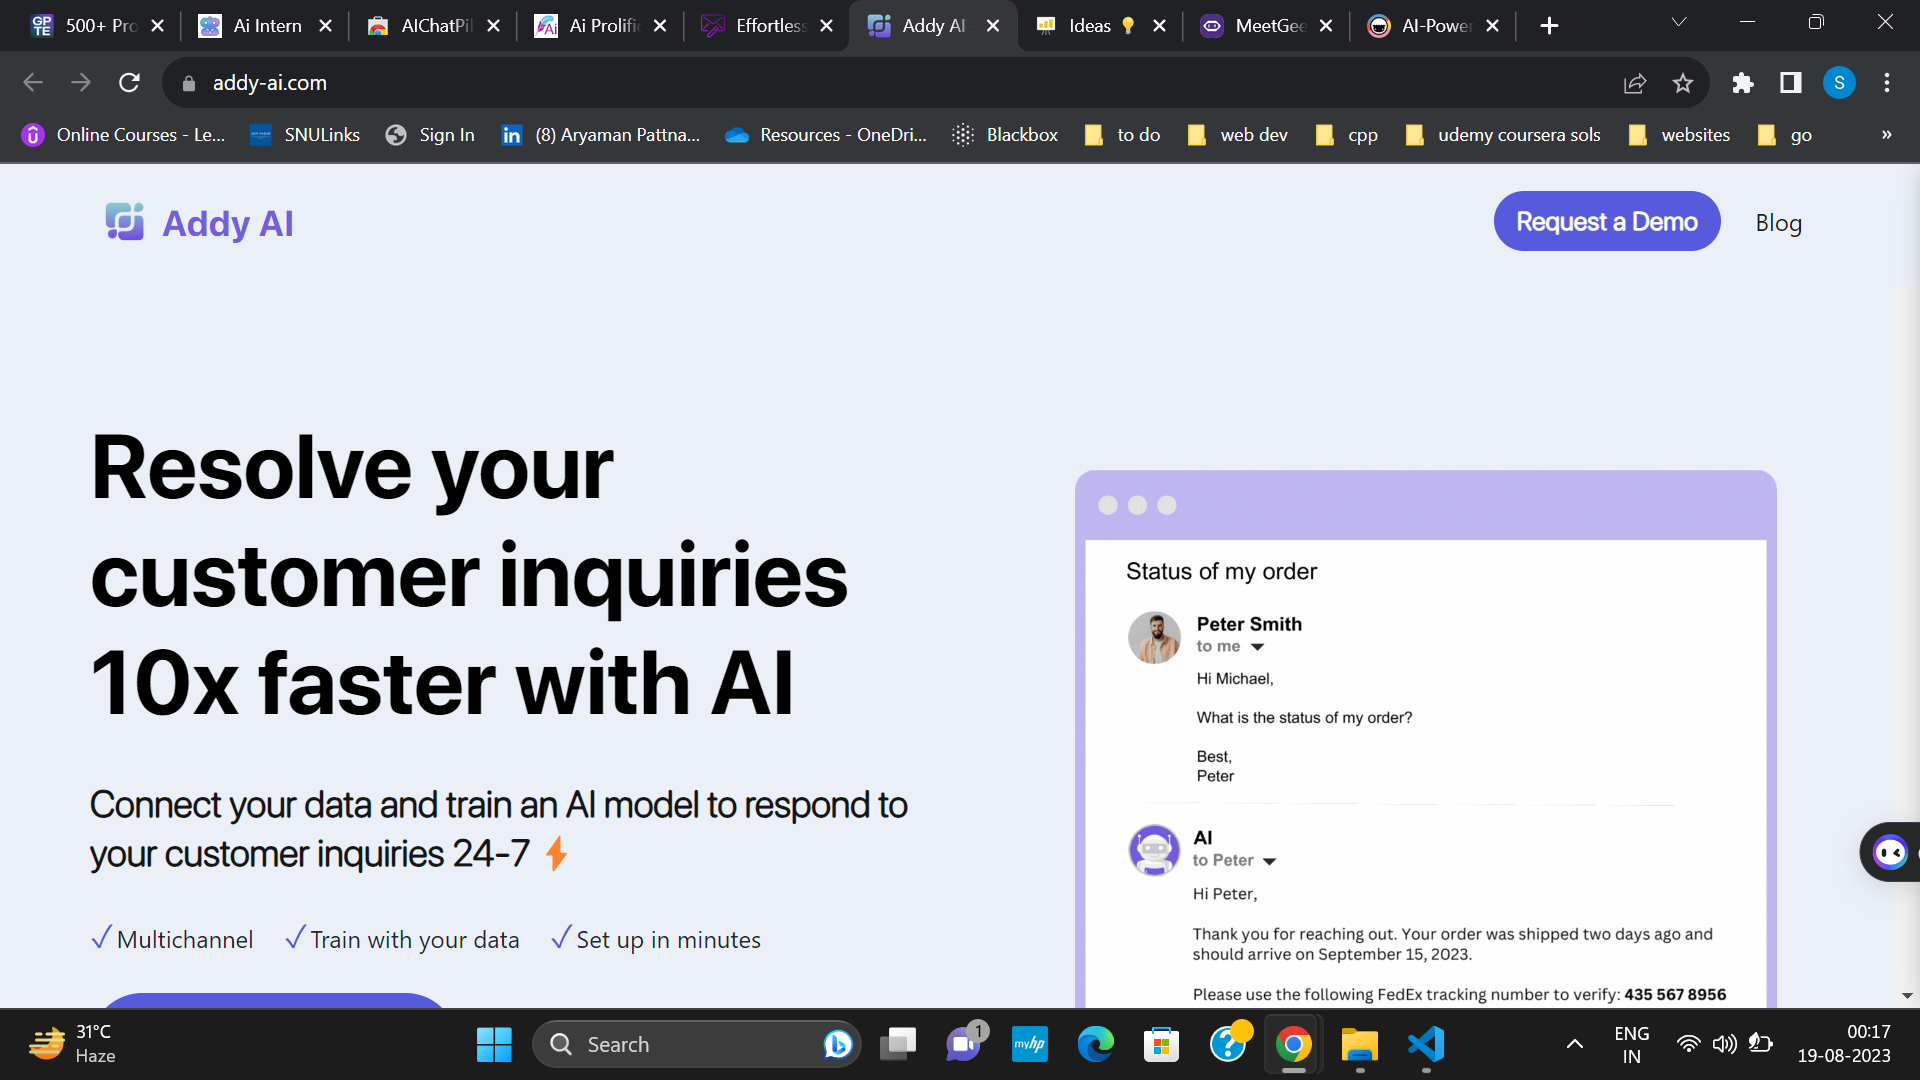 500+ Pro
Ai Intern
AIChatPil
Ai Prolific
Effortless
Addy AI
Ideas
MeetGee
AI-Power
addy-ai.com
S
Online Courses - Le...
SNULinks
Sign In
(8) Aryaman Pattna...
Resources - OneDri...
Blackbox
to do
web dev
cpp
udemy coursera sols
websites
go
»
Addy AI
Request a Demo
Blog
Resolve your
customer inquiries
10x faster with AI
Connect your data and train an AI model to respond to
your customer inquiries 24-7
✓ Multichannel ✓ Train with your data ✓ Set up in minutes
Status of my order
Peter Smith
to me
Hi Michael,
What is the status of my order?
Best,
Peter
AI
to Peter
Hi Peter,
Thank you for reaching out. Your order was shipped two days ago and
should arrive on September 15, 2023.
Please use the following FedEx tracking number to verify: 435 567 8956
31°C
Haze
Search
1
myhp
ENG
IN
00:17
19-08-2023